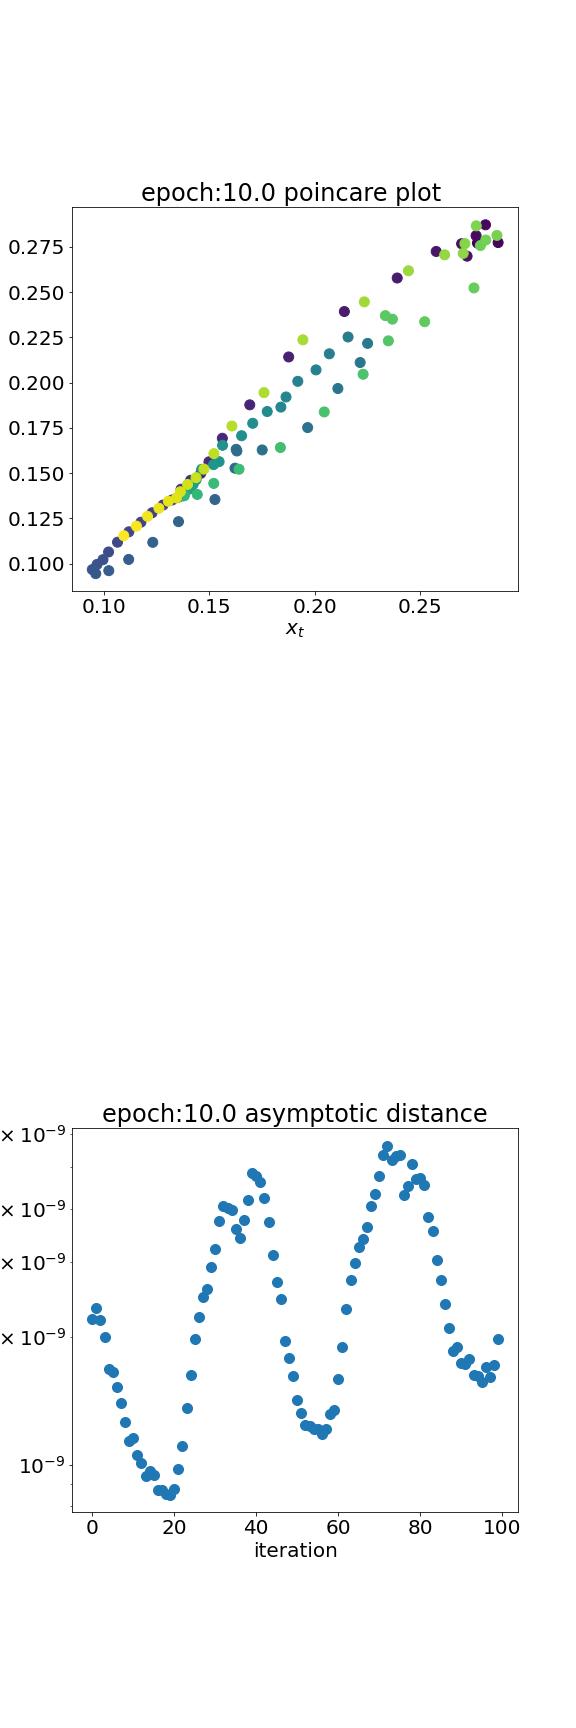 epoch:10.0 poincare plot
0.275
0.250
0.225
0.200
0.175
0.150
0.125
0.100
0.10 0.15 0.20 0.25
x_t
epoch:10.0 asymptotic distance
× 10⁻⁹
× 10⁻⁹
× 10⁻⁹
× 10⁻⁹
10⁻⁹
0 20 40 60 80 100
iteration